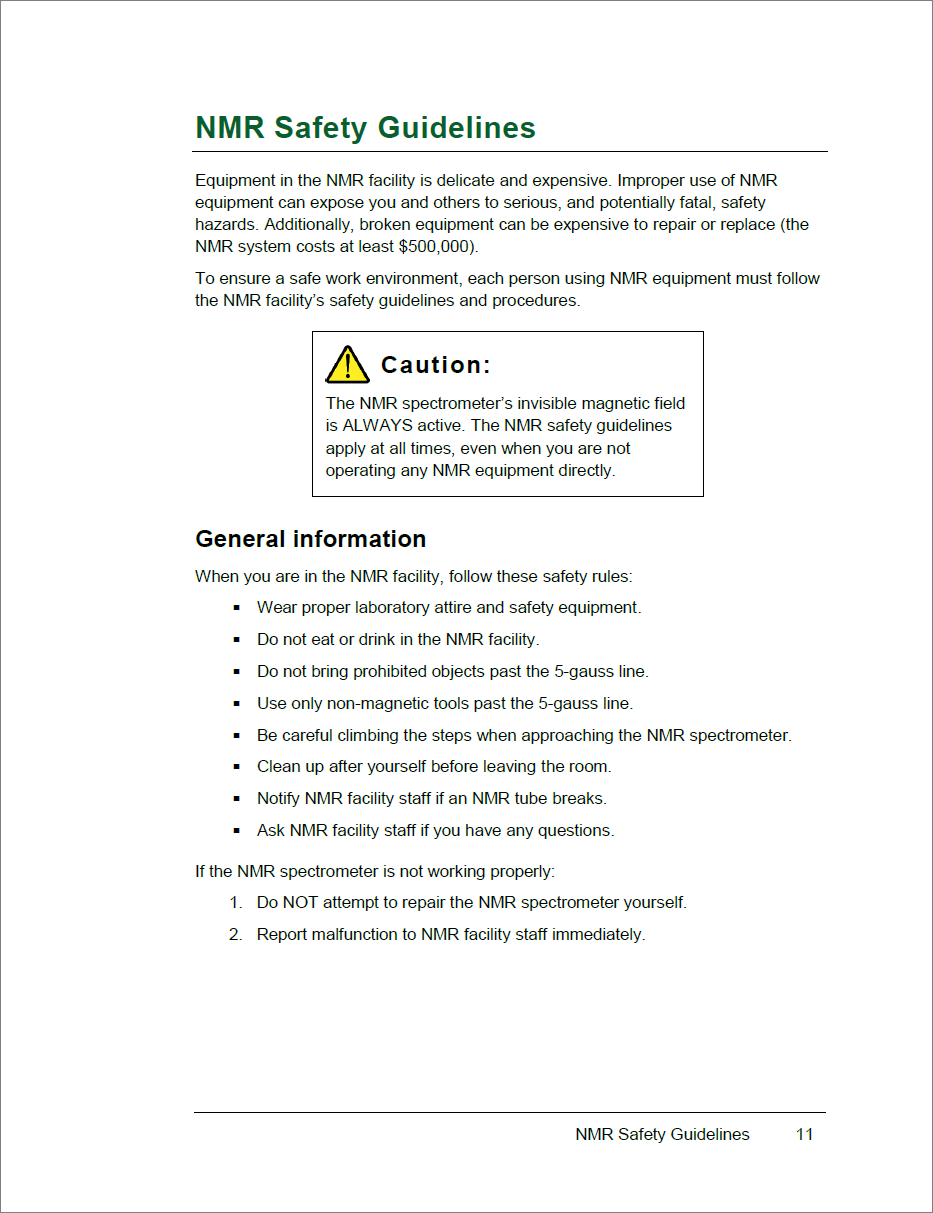 NMR Safety Guidelines
Equipment in the NMR facility is delicate and expensive. Improper use of NMR
equipment can expose you and others to serious, and potentially fatal, safety
hazards. Additionally, broken equipment can be expensive to repair or replace (the
NMR system costs at least $500,000).
To ensure a safe work environment, each person using NMR equipment must follow
the NMR facility’s safety guidelines and procedures.
Caution:
The NMR spectrometer’s invisible magnetic field
is ALWAYS active. The NMR safety guidelines
apply at all times, even when you are not
operating any NMR equipment directly.
General information
When you are in the NMR facility, follow these safety rules:
▪ Wear proper laboratory attire and safety equipment.
▪ Do not eat or drink in the NMR facility.
▪ Do not bring prohibited objects past the 5-gauss line.
▪ Use only non-magnetic tools past the 5-gauss line.
▪ Be careful climbing the steps when approaching the NMR spectrometer.
▪ Clean up after yourself before leaving the room.
▪ Notify NMR facility staff if an NMR tube breaks.
▪ Ask NMR facility staff if you have any questions.
If the NMR spectrometer is not working properly:
1. Do NOT attempt to repair the NMR spectrometer yourself.
2. Report malfunction to NMR facility staff immediately.
NMR Safety Guidelines 11